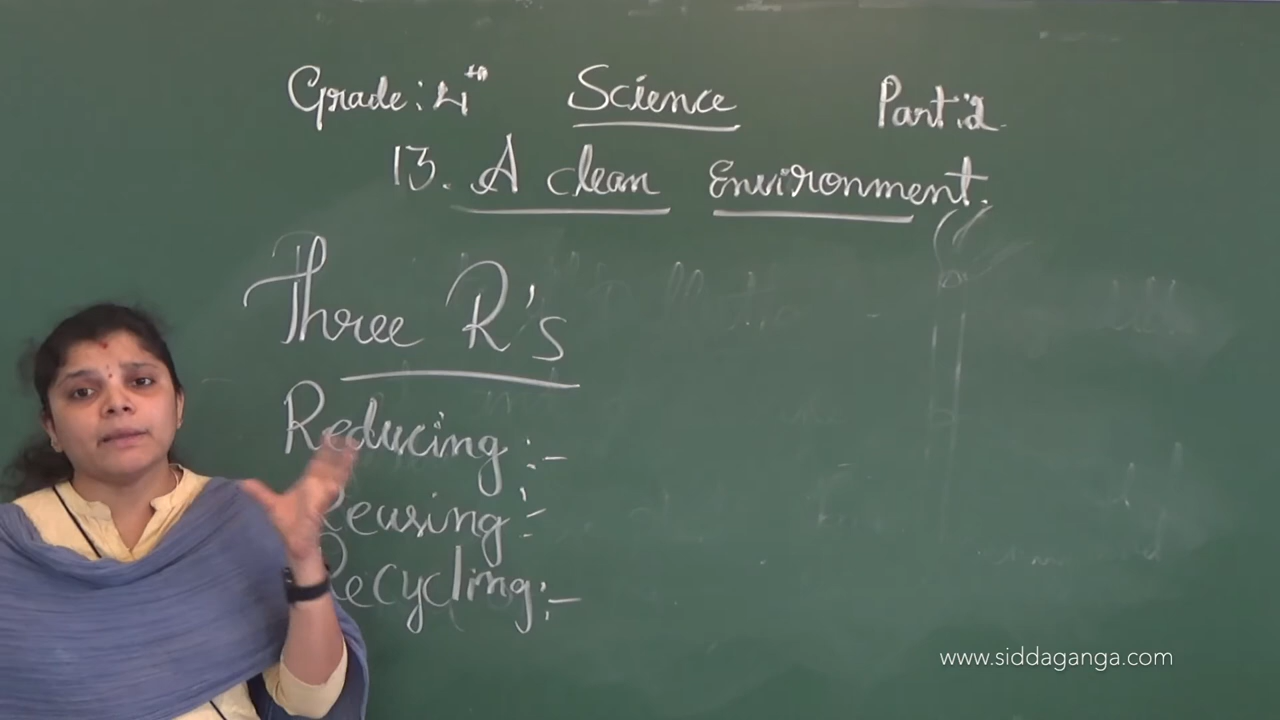 Grade: 4th Science Part: 2
13. A clean Environment.
Three R's
Reducing :-
Reusing :-
Recycling :-
www.siddaganga.com